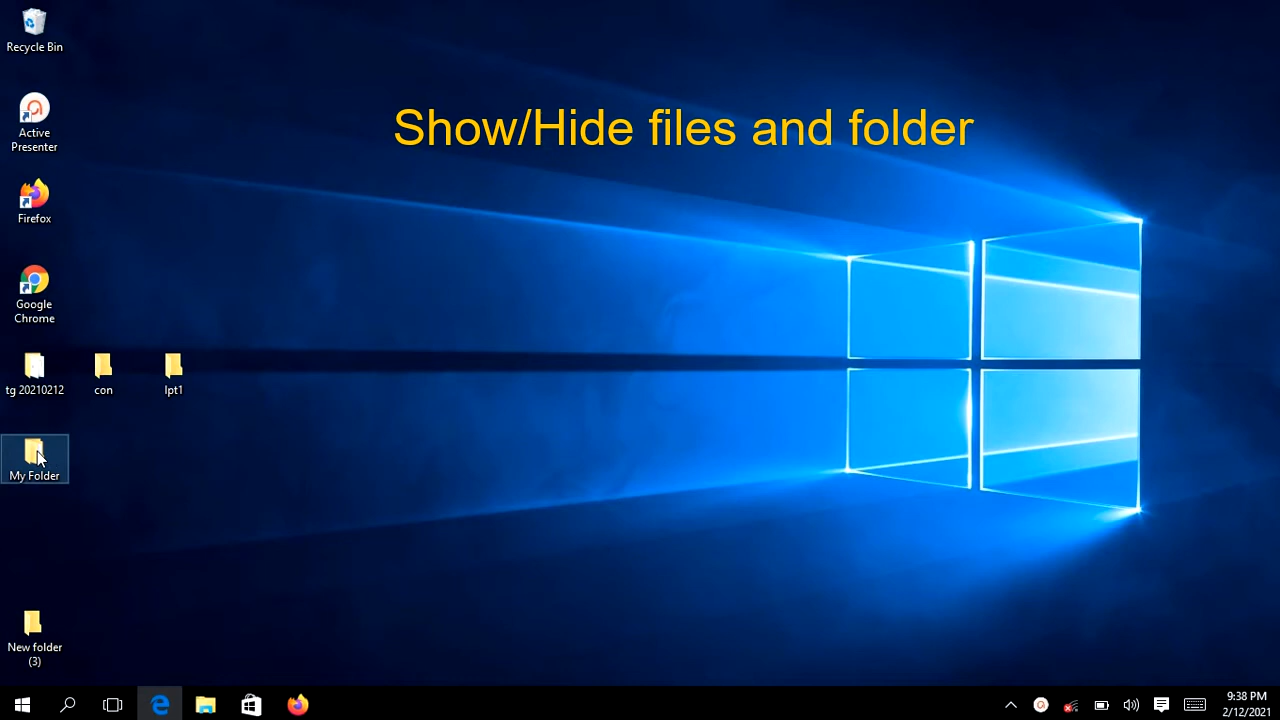 Recycle Bin
Show/Hide files and folder
Active
Presenter
Firefox
Google
Chrome
tg 20210212
con
lpt1
My Folder
New folder
(3)
9:38 PM
2/12/2021